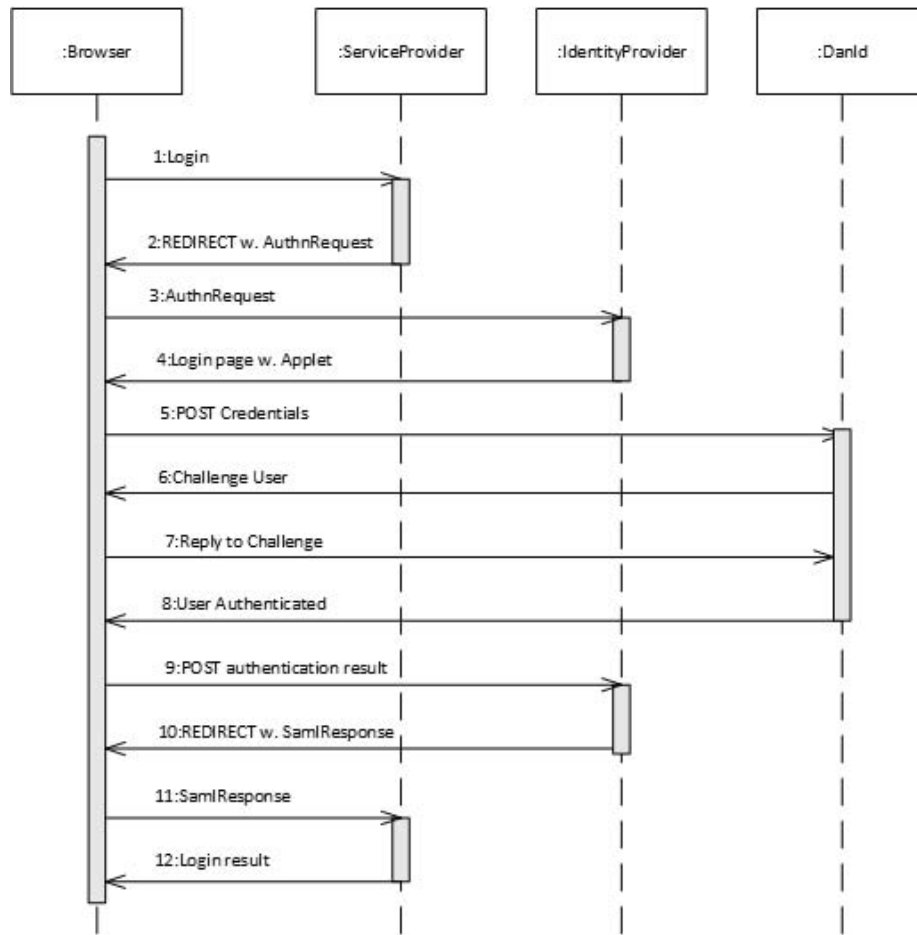 :Browser
:ServiceProvider
:IdentityProvider
:DanId
1:Login
2:REDIRECT w. AuthnRequest
3:AuthnRequest
4:Login page w. Applet
5:POST Credentials
6:Challenge User
7:Reply to Challenge
8:User Authenticated
9:POST authentication result
10:REDIRECT w. SamlResponse
11:SamlResponse
12:Login result